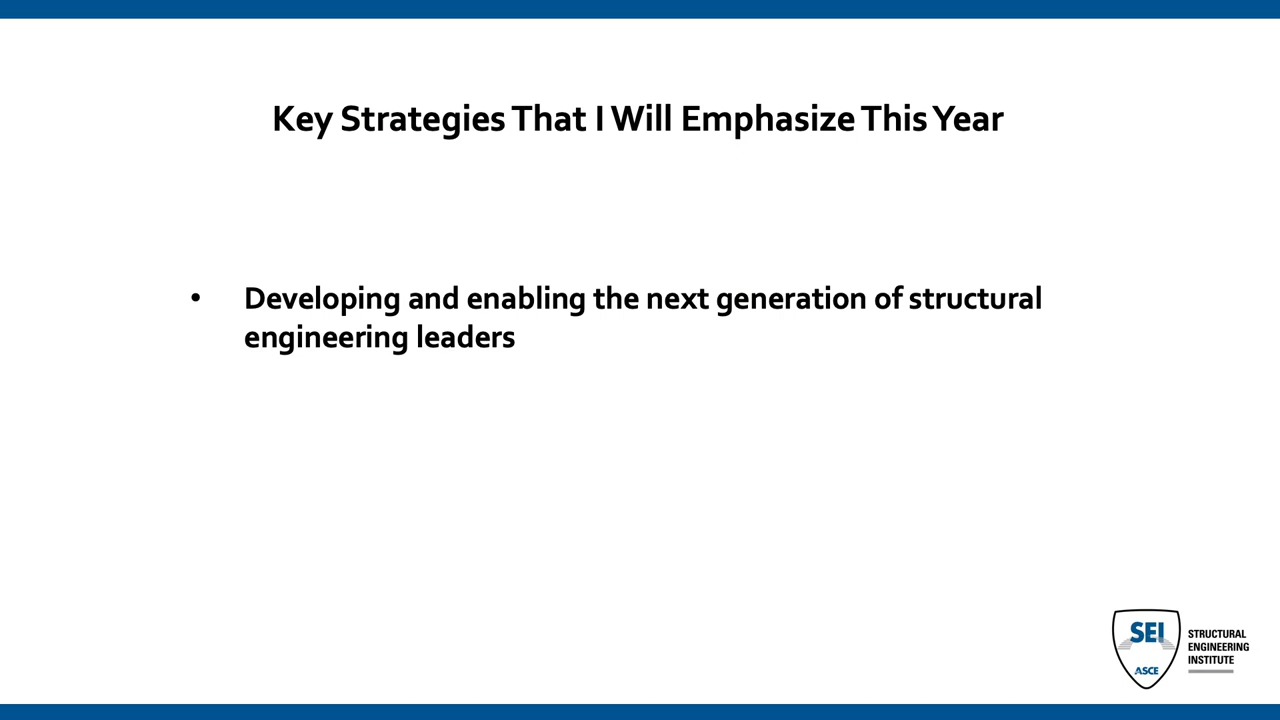 Key Strategies That I Will Emphasize This Year
• Developing and enabling the next generation of structural
engineering leaders
SEI
ASCE
STRUCTURAL
ENGINEERING
INSTITUTE